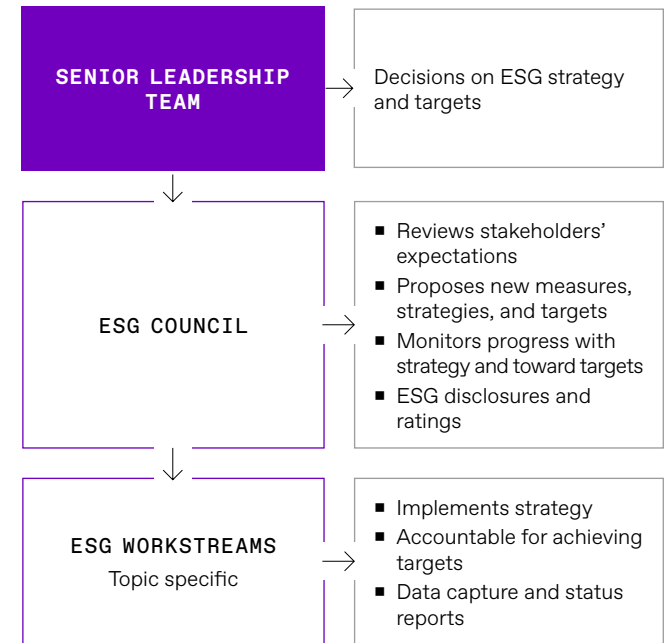 SENIOR LEADERSHIP
TEAM
Decisions on ESG strategy
and targets
ESG COUNCIL
■ Reviews stakeholders’
expectations
■ Proposes new measures,
strategies, and targets
■ Monitors progress with
strategy and toward targets
■ ESG disclosures and
ratings
ESG WORKSTREAMS
Topic specific
■ Implements strategy
■ Accountable for achieving
targets
■ Data capture and status
reports